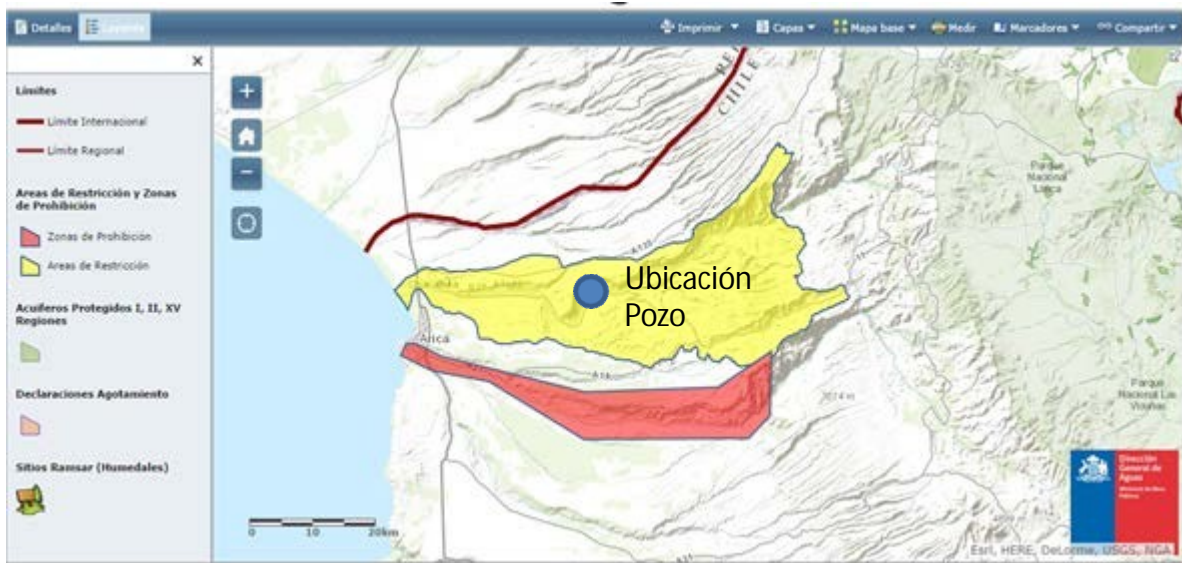 Detalles
Leyenda
Imprimir
Capas
Mapa base
Medir
Marcadores
Compartir
Límites
Límite Internacional
Límite Regional
Areas de Restricción y Zonas
de Prohibición
Zonas de Prohibición
Areas de Restricción
Acuíferos Protegidos I, II, XV
Regiones
Declaraciones Agotamiento
Sitios Ramsar (Humedales)
CHILE
Parque
Nacional
Lauca
A135
Ubicación
Pozo
Arica
Parque
Nacional Las
Vicuñas
0
10
20km
Dirección
General de
Aguas
Esri, HERE, DeLorme, USGS, NGA